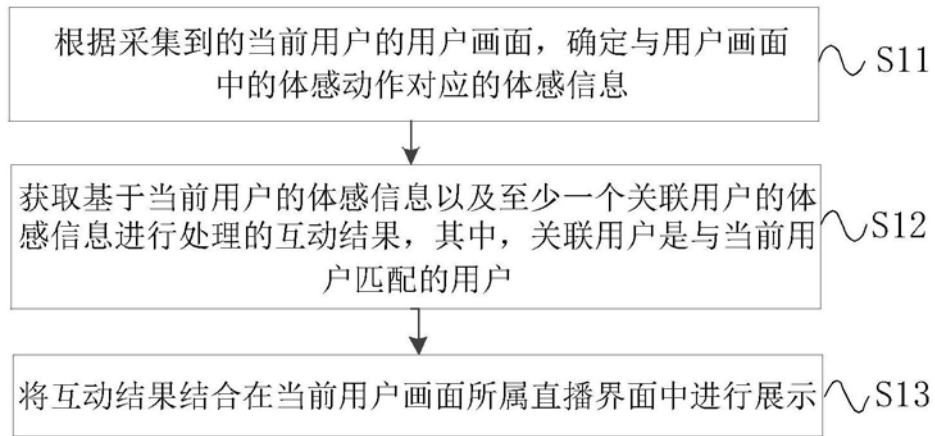 根据采集到的当前用户的用户画面，确定与用户画面
中的体感动作对应的体感信息
S11
获取基于当前用户的体感信息以及至少一个关联用户的体
感信息进行处理的互动结果，其中，关联用户是与当前用
户匹配的用户
S12
将互动结果结合在当前用户画面所属直播界面中进行展示
S13